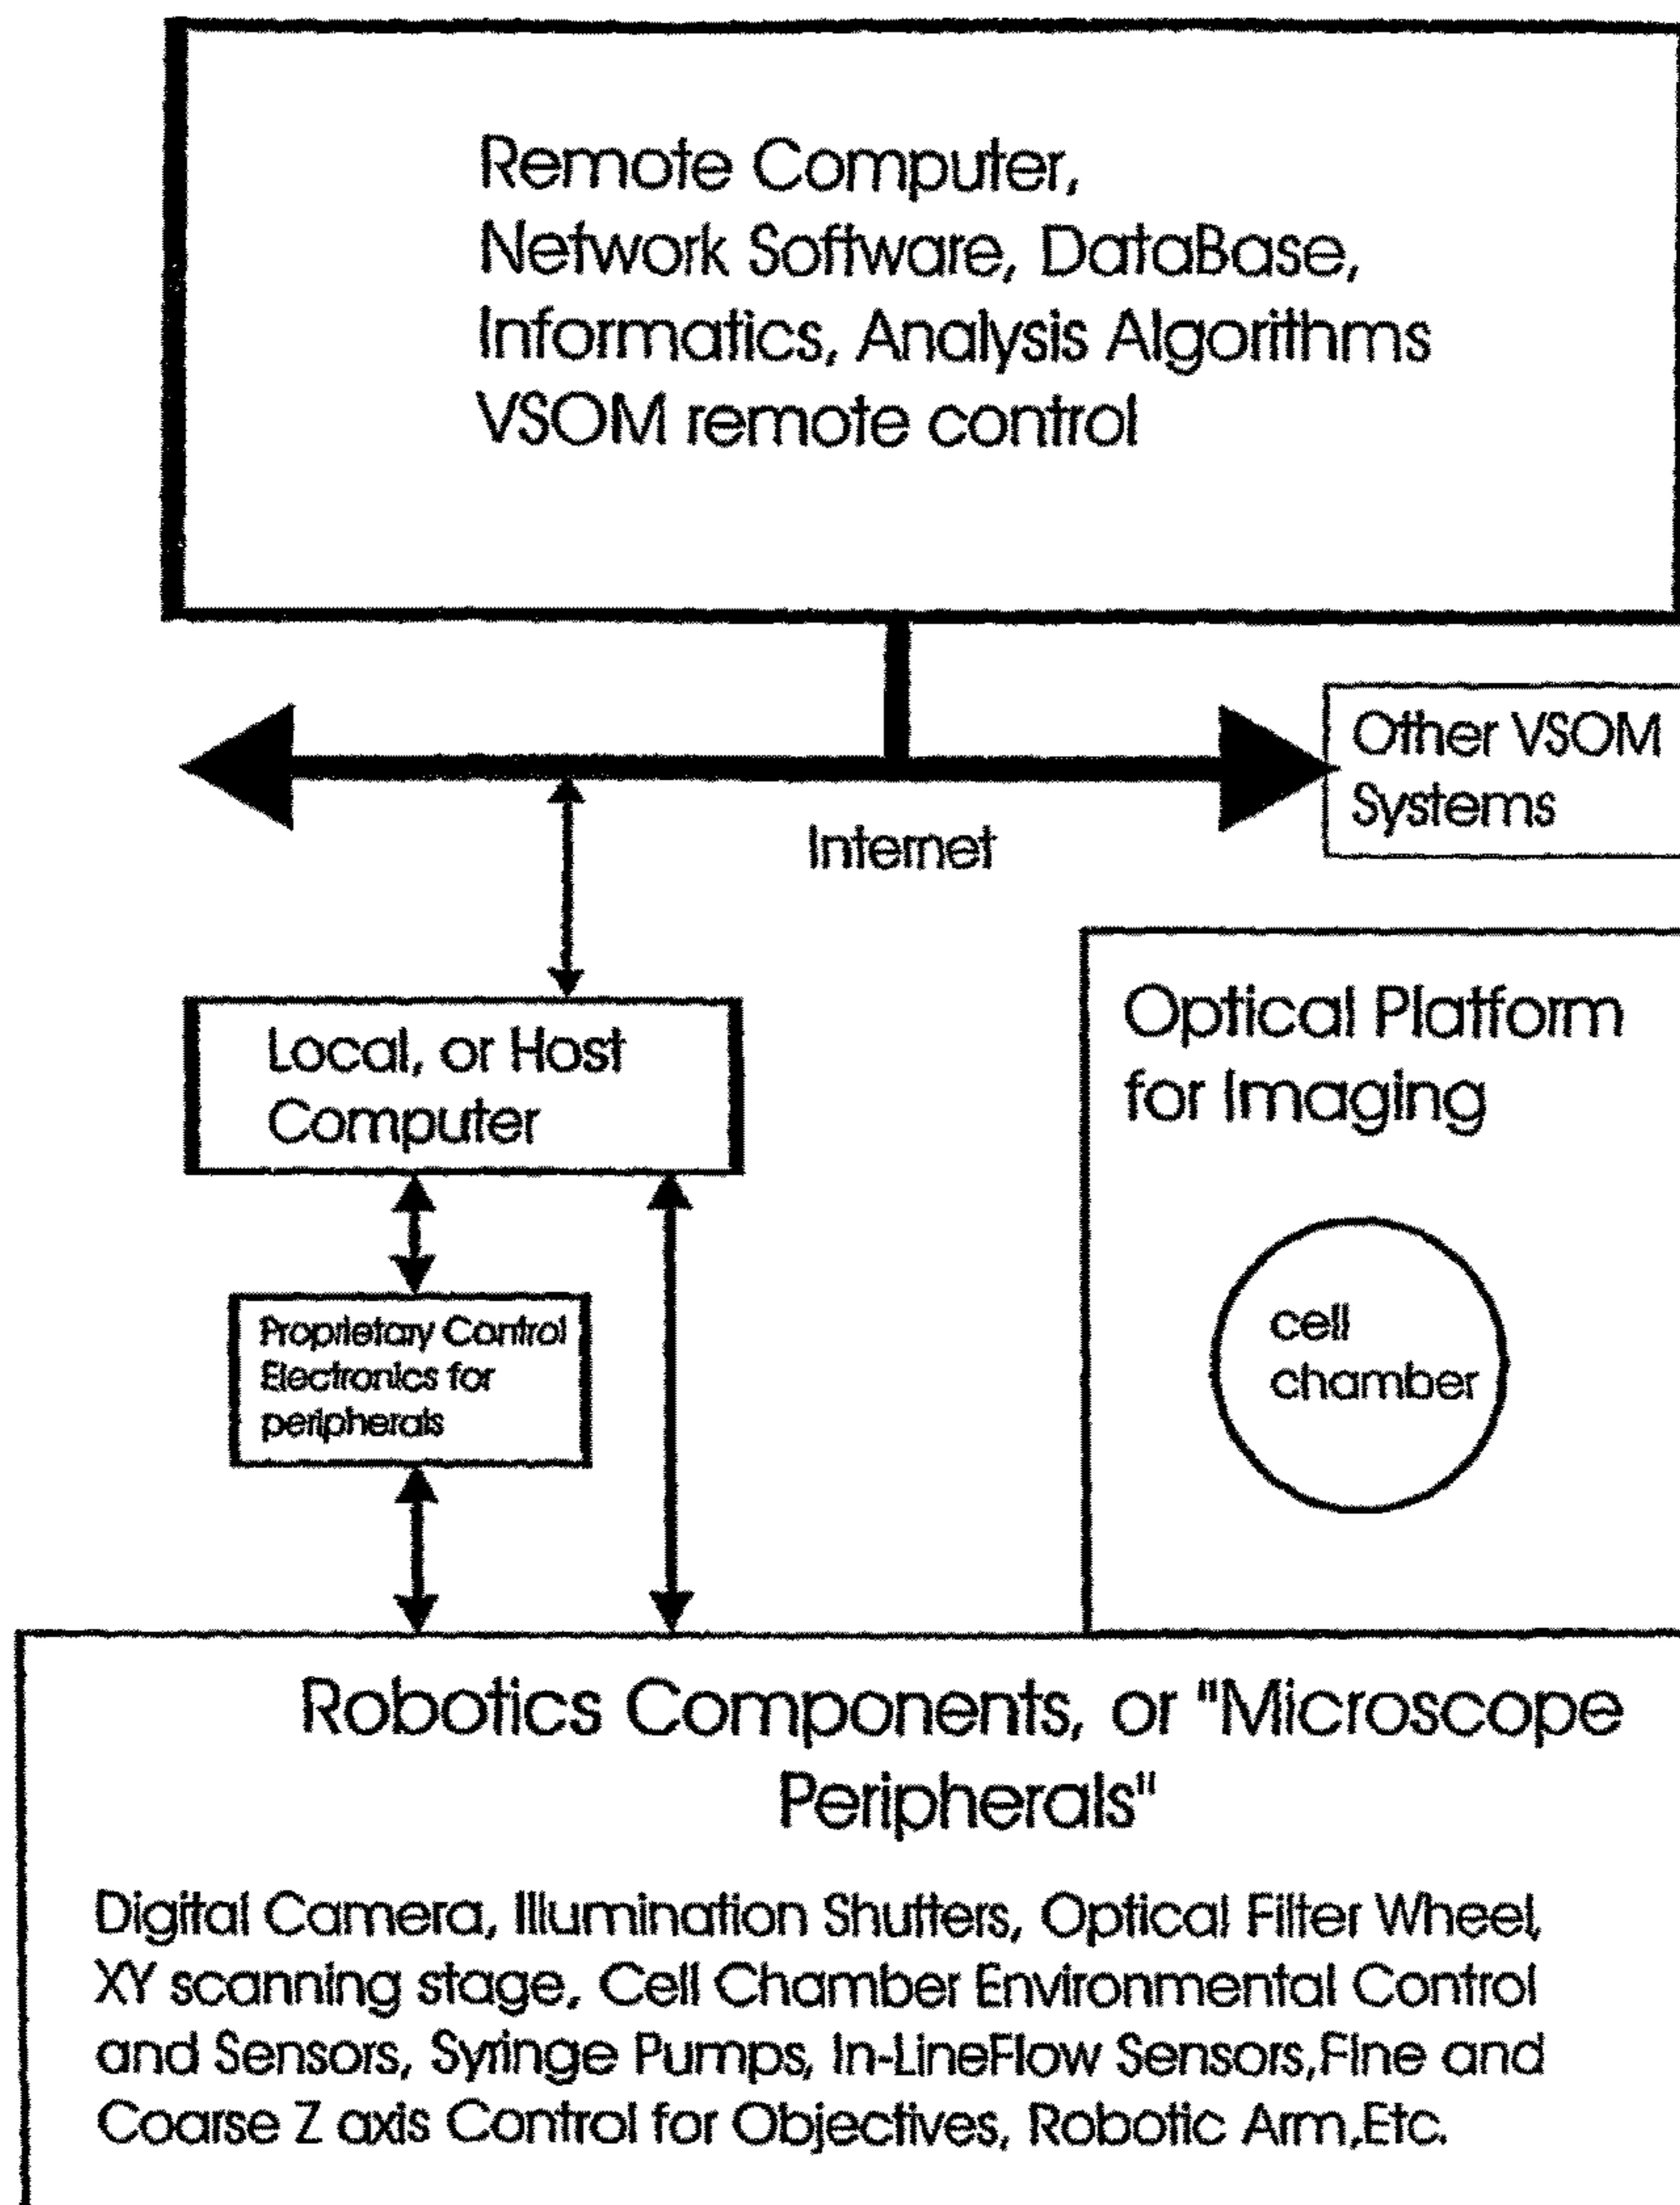 Remote Computer,
Network Software, DataBase,
Informatics, Analysis Algorithms
VSOM remote control
Other VSOM
Systems
Internet
Local, or Host
Computer
Optical Platform
for Imaging
cell
chamber
Proprietary Control
Electronics for
peripherals
Robotics Components, or "Microscope
Peripherals"
Digital Camera, Illumination Shutters, Optical Filter Wheel,
XY scanning stage, Cell Chamber Environmental Control
and Sensors, Syringe Pumps, In-LineFlow Sensors,Fine and
Coarse Z axis Control for Objectives, Robotic Arm,Etc.